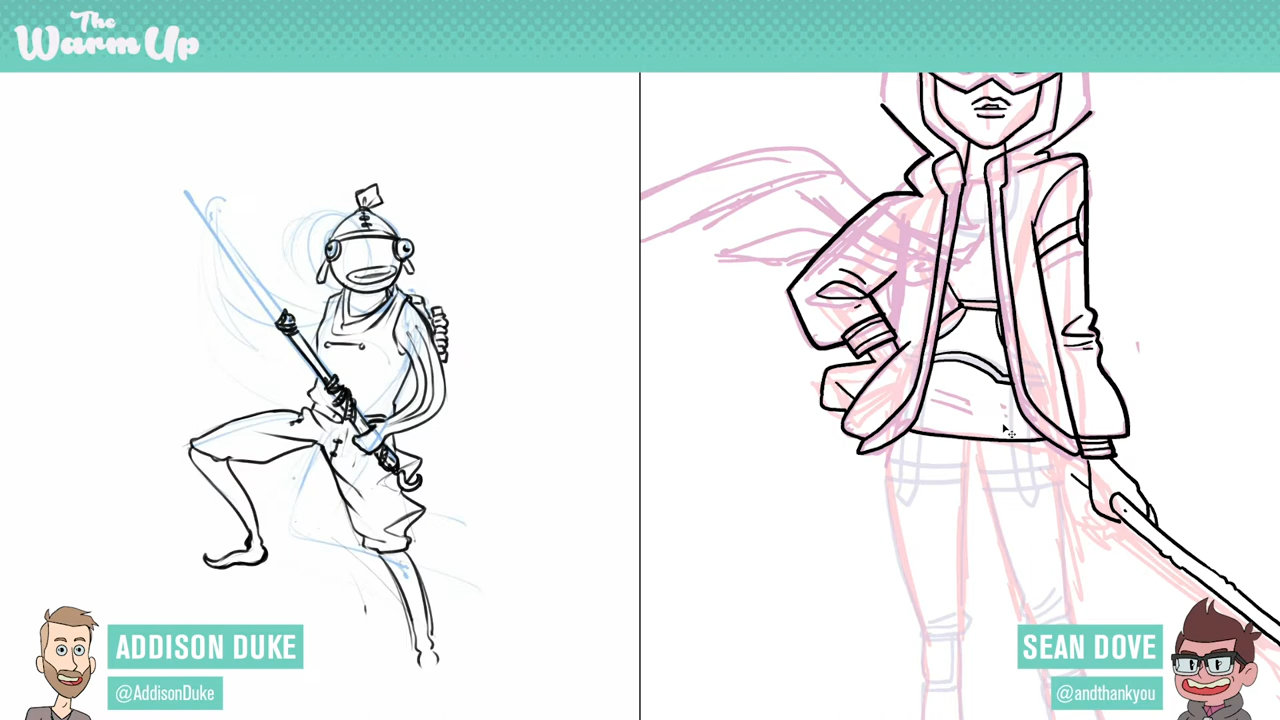 The
Warm Up
ADDISON DUKE
@AddisonDuke
SEAN DOVE
@andthankyou